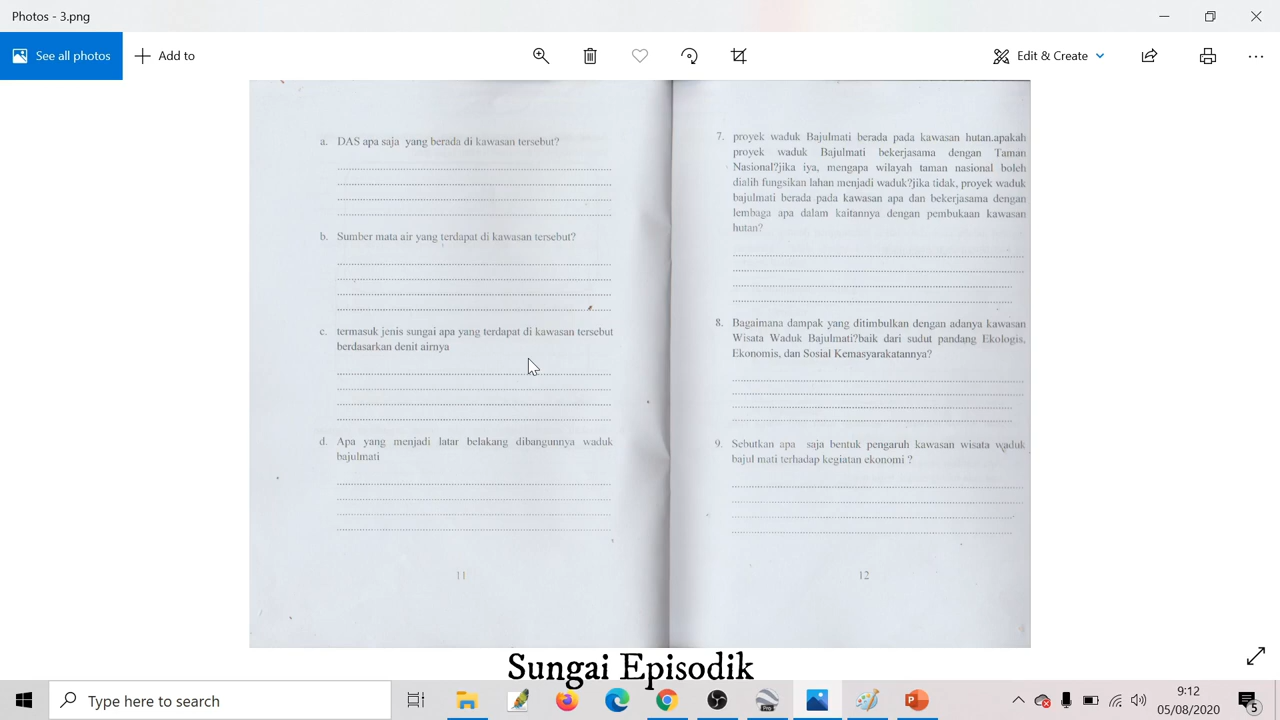 Photos - 3.png
See all photos
Add to
Edit & Create
a. DAS apa saja yang berada di kawasan tersebut?
b. Sumber mata air yang terdapat di kawasan tersebut?
c. termasuk jenis sungai apa yang terdapat di kawasan tersebut
berdasarkan denit airnya
d. Apa yang menjadi latar belakang dibangunnya waduk
bajulmati
11
7. proyek waduk Bajulmati berada pada kawasan hutan.apakah
proyek waduk Bajulmati bekerjasama dengan Taman
Nasional?jika iya, mengapa wilayah taman nasional boleh
dialih fungsikan lahan menjadi waduk?jika tidak, proyek waduk
bajulmati berada pada kawasan apa dan bekerjasama dengan
lembaga apa dalam kaitannya dengan pembukaan kawasan
hutan?
8. Bagaimana dampak yang ditimbulkan dengan adanya kawasan
Wisata Waduk Bajulmati?baik dari sudut pandang Ekologis,
Ekonomis, dan Sosial Kemasyarakatannya?
9. Sebutkan apa saja bentuk pengaruh kawasan wisata waduk
bajul mati terhadap kegiatan ekonomi ?
12
Sungai Episodik
Type here to search
Pro
9:12
05/08/2020
5